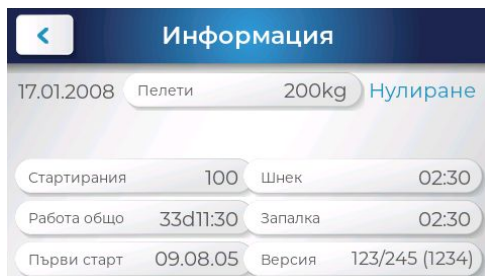 Информация
17.01.2008 Пелети 200kg Нулиране
Стартирания 100 Шнек 02:30
Работа общо 33d11:30 Запалка 02:30
Първи старт 09.08.05 Версия 123/245 (1234)